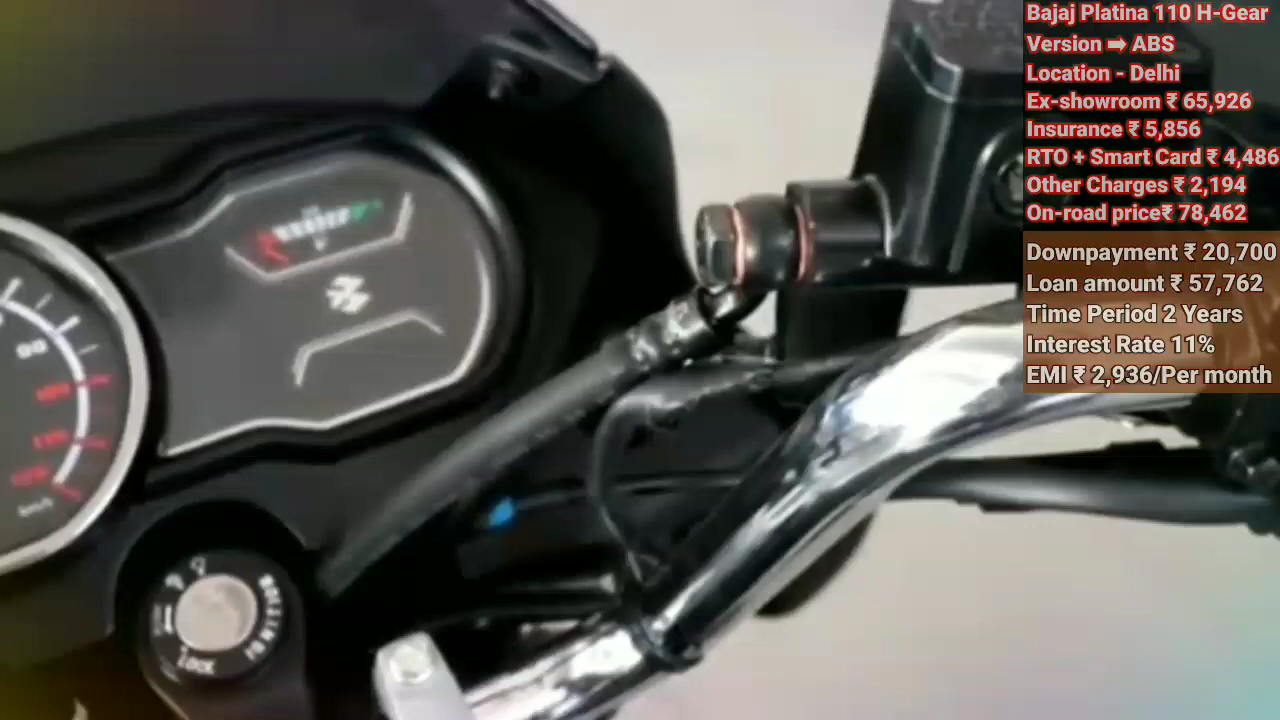 Bajaj Platina 110 H-Gear
Version ➡ ABS
Location - Delhi
Ex-showroom ₹ 65,926
Insurance ₹ 5,856
RTO + Smart Card ₹ 4,486
Other Charges ₹ 2,194
On-road price₹ 78,462
Downpayment ₹ 20,700
Loan amount ₹ 57,762
Time Period 2 Years
Interest Rate 11%
EMI ₹ 2,936/Per month
LOCK
IGNITION